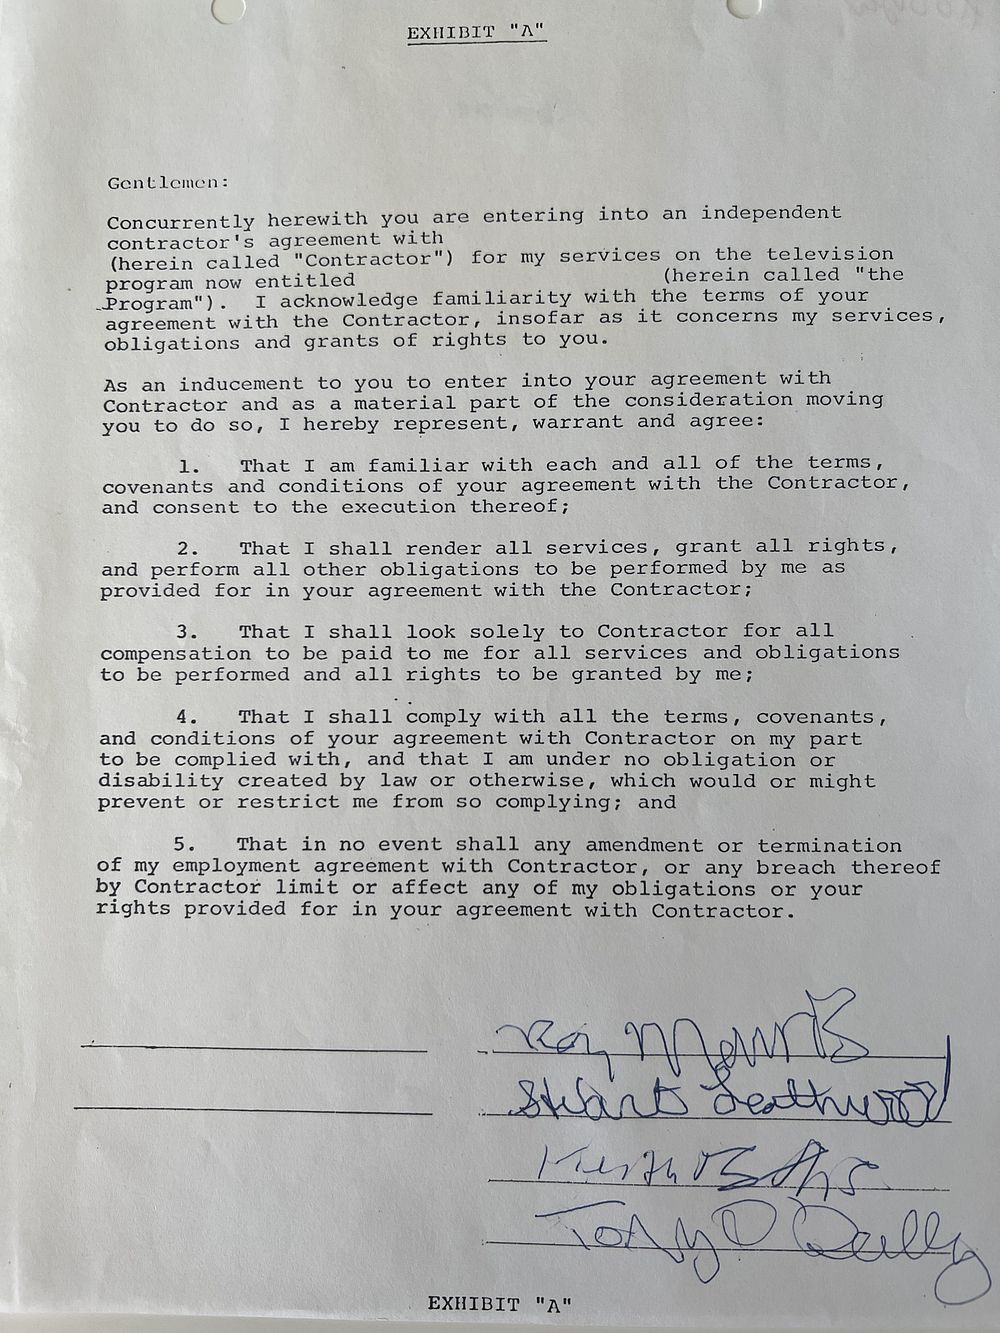 EXHIBIT "A"
Gentlemen:
Concurrently herewith you are entering into an independent
contractor's agreement with
(herein called "Contractor") for my services on the television
program now entitled (herein called "the
Program"). I acknowledge familiarity with the terms of your
agreement with the Contractor, insofar as it concerns my services,
obligations and grants of rights to you.
As an inducement to you to enter into your agreement with
Contractor and as a material part of the consideration moving
you to do so, I hereby represent, warrant and agree:
1. That I am familiar with each and all of the terms,
covenants and conditions of your agreement with the Contractor,
and consent to the execution thereof;
2. That I shall render all services, grant all rights,
and perform all other obligations to be performed by me as
provided for in your agreement with the Contractor;
3. That I shall look solely to Contractor for all
compensation to be paid to me for all services and obligations
to be performed and all rights to be granted by me;
4. That I shall comply with all the terms, covenants,
and conditions of your agreement with Contractor on my part
to be complied with, and that I am under no obligation or
disability created by law or otherwise, which would or might
prevent or restrict me from so complying; and
5. That in no event shall any amendment or termination
of my employment agreement with Contractor, or any breach thereof
by Contractor limit or affect any of my obligations or your
rights provided for in your agreement with Contractor.
Roy
Stuart Leathwood
Tony O Reilly
EXHIBIT "A"